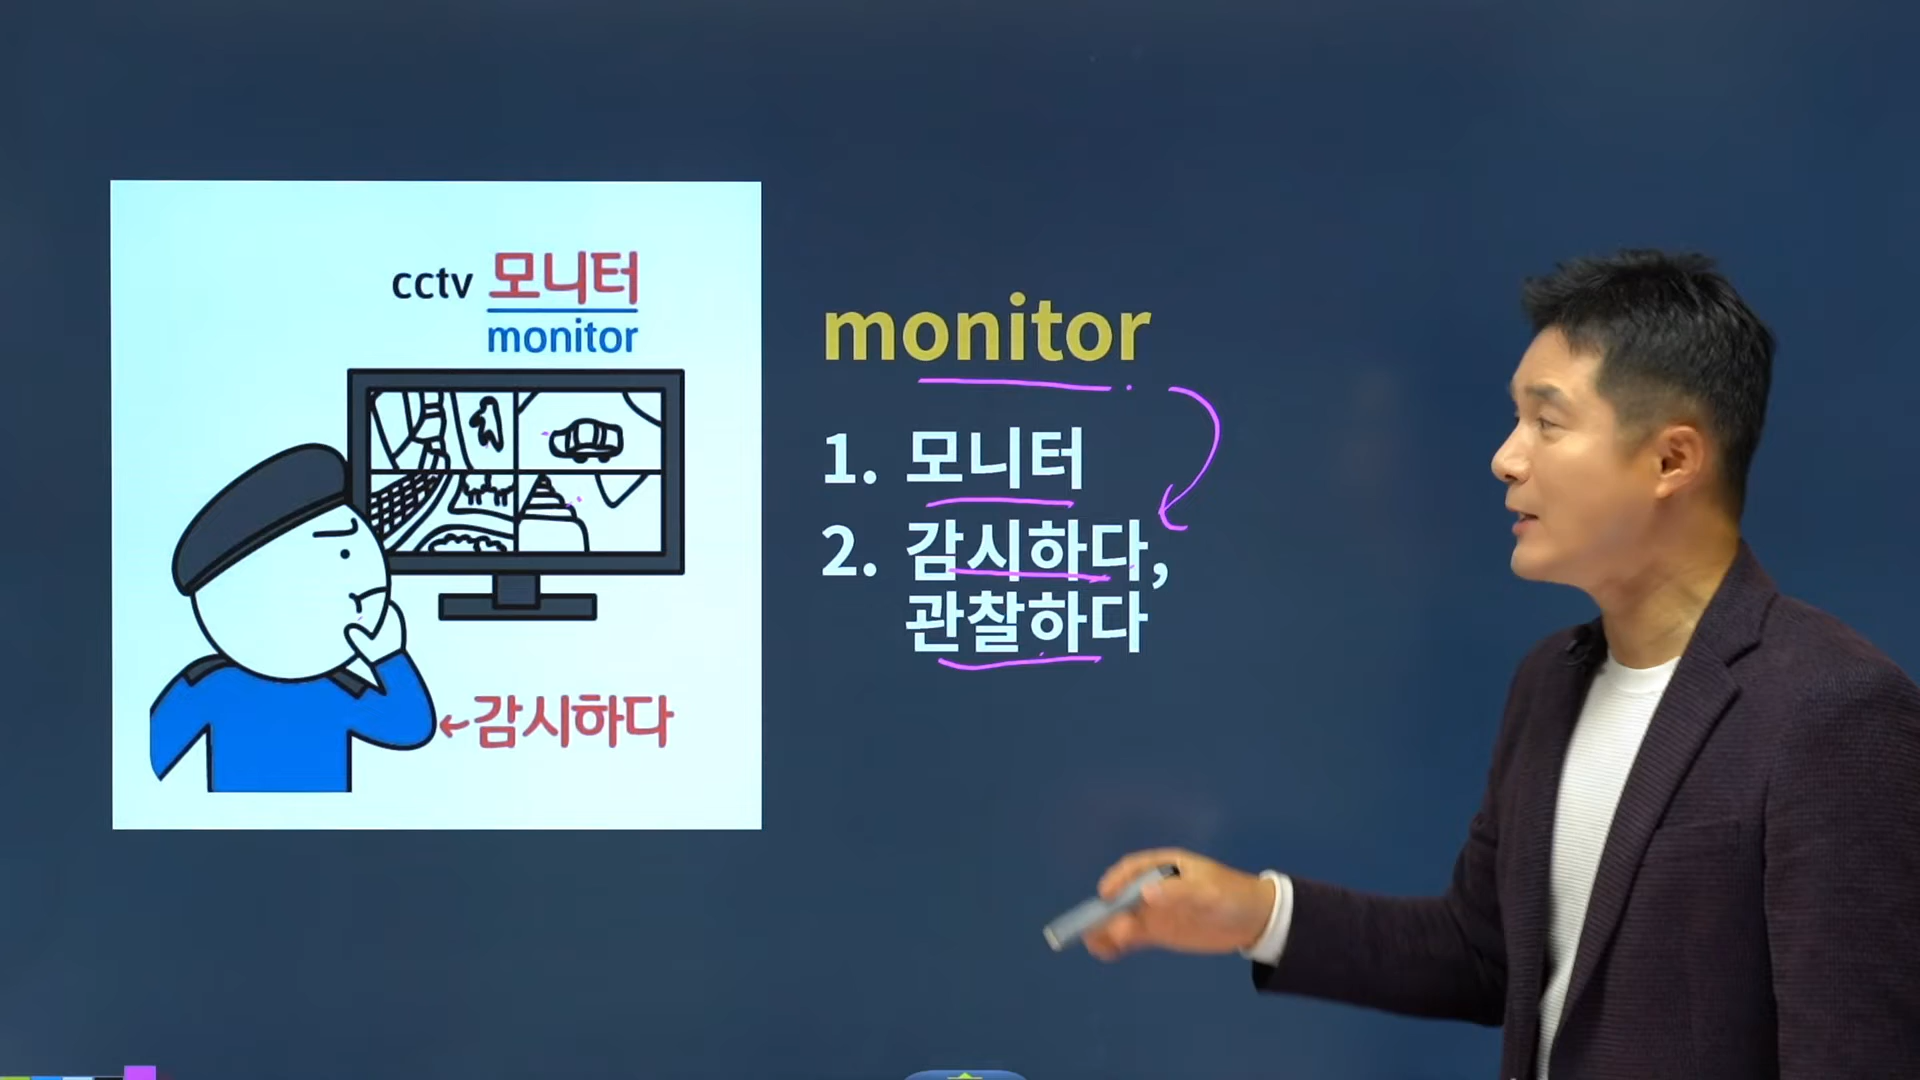 cctv 모니터
monitor
←감시하다
monitor
1. 모니터
2. 감시하다,
관찰하다